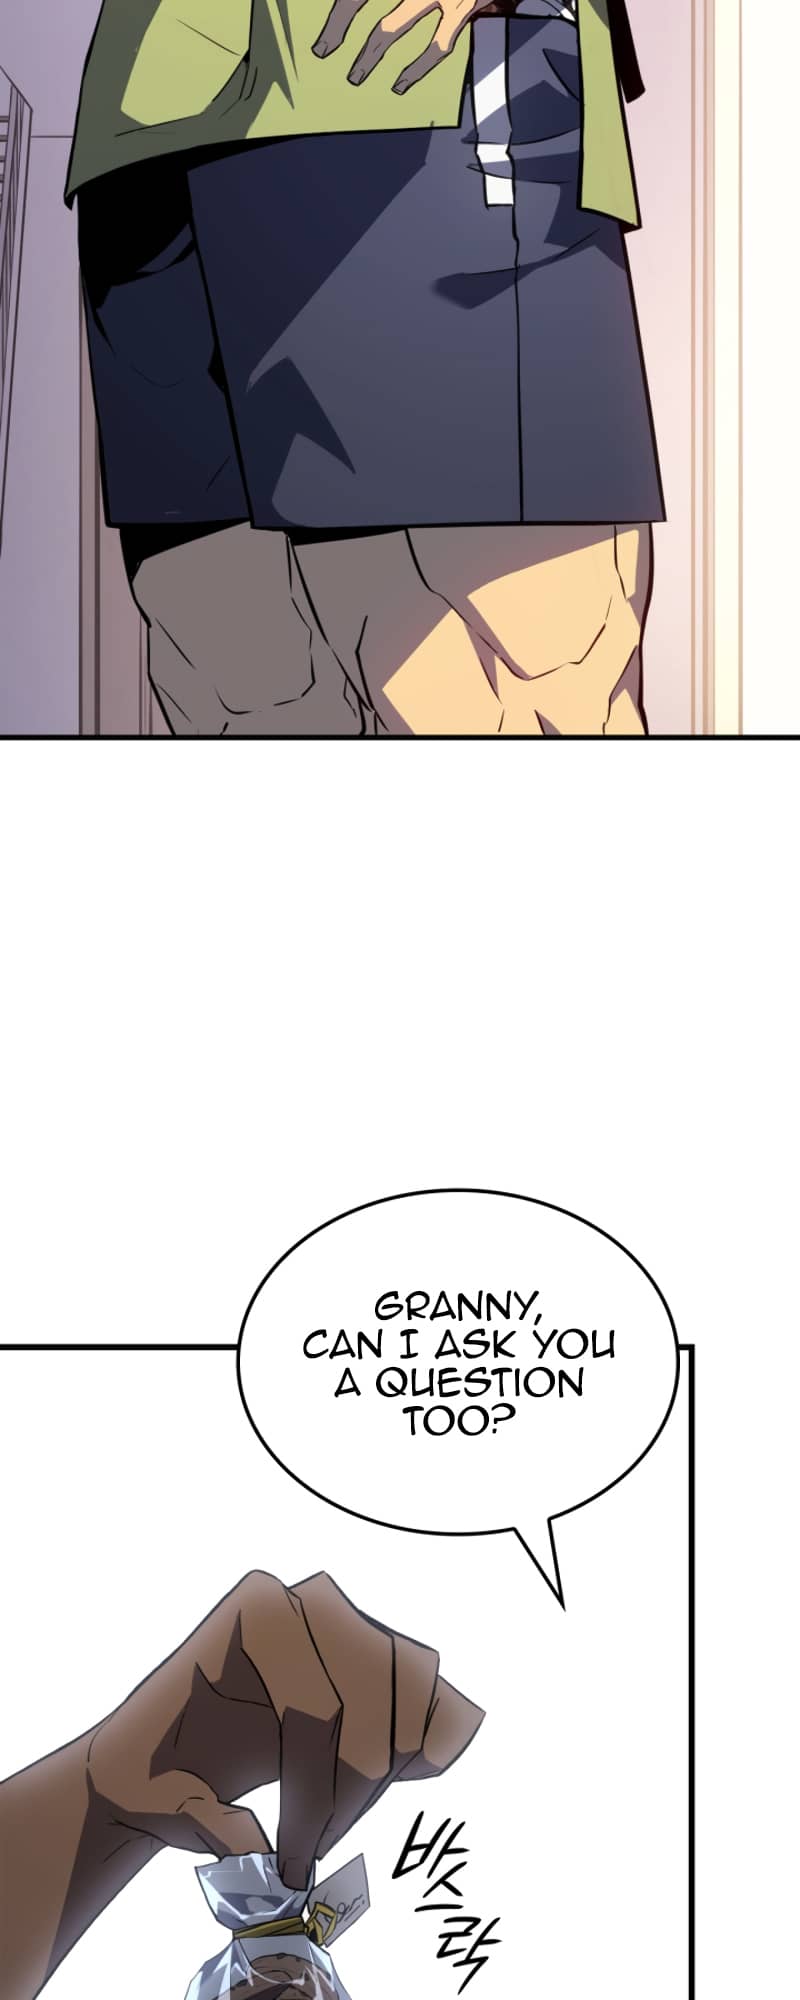 GRANNY,
CAN I ASK YOU
A QUESTION
TOO?
바스락